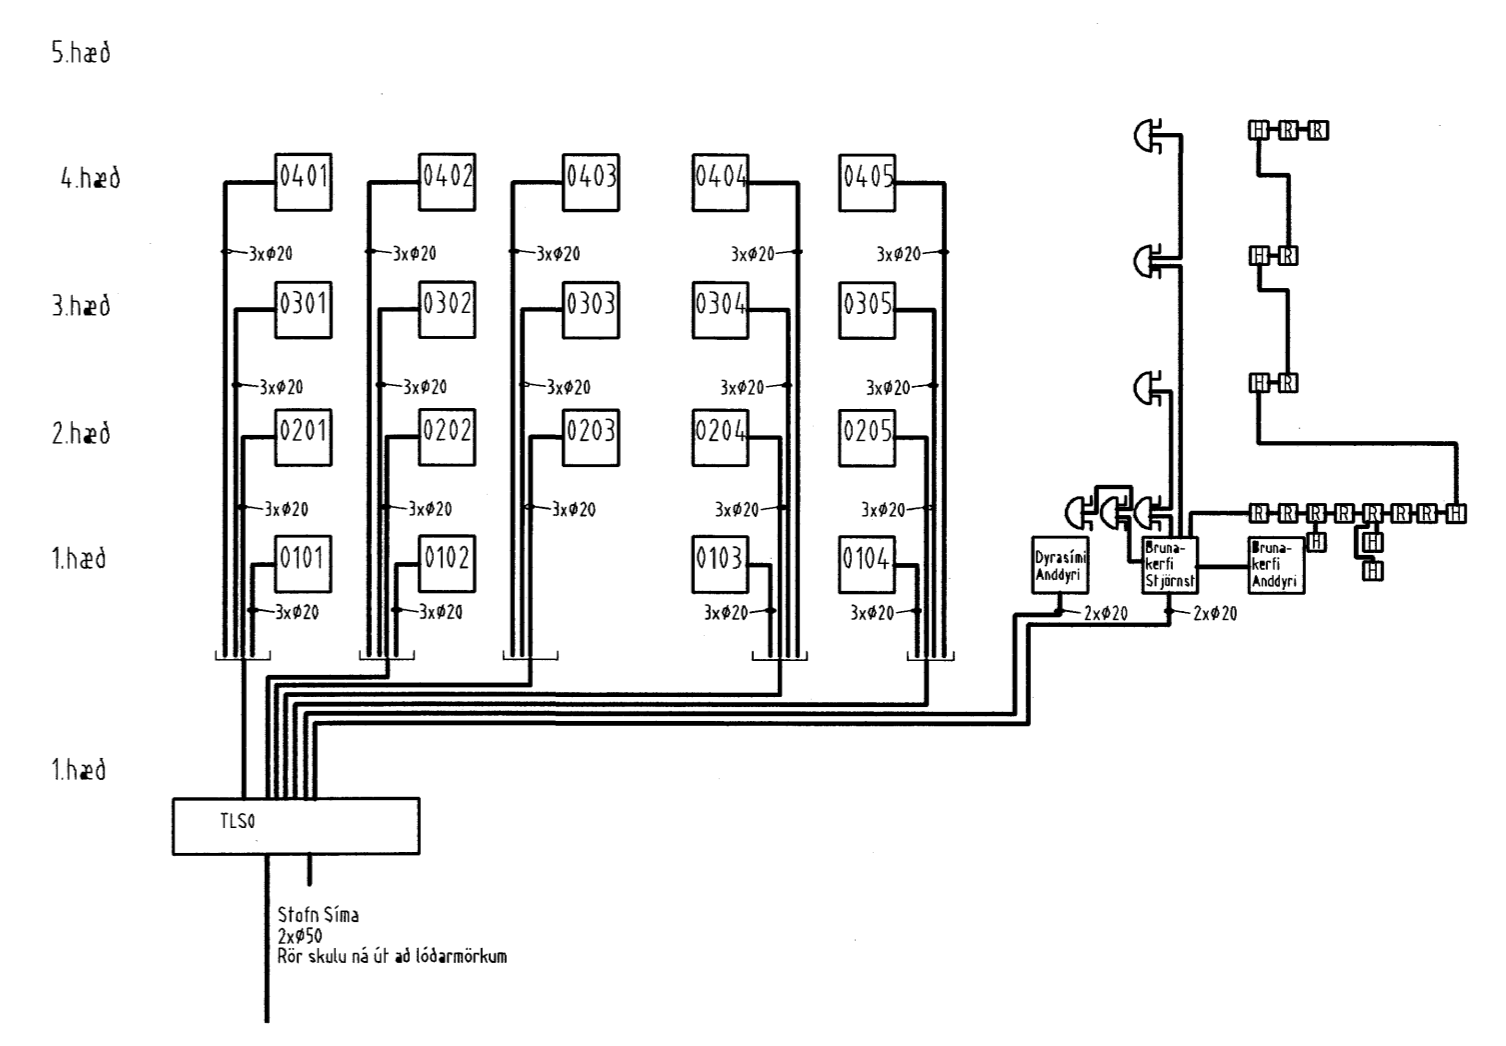 5.hæð
H R R
4.hæð 0401 0402 0403 0404 0405
3xø20 3xø20 3xø20 3xø20 3xø20
H R
3.hæð 0301 0302 0303 0304 0305
3xø20 3xø20 3xø20 3xø20 3xø20
H R
2.hæð 0201 0202 0203 0204 0205
3xø20 3xø20 3xø20 3xø20 3xø20
R R R R R R R H
H H
1.hæð 0101 0102 0103 0104
Dyrasími
Anddyri
Bruna-
kerfi
Stjórnst
Bruna-
kerfi
Anddyri
H
3xø20 3xø20 3xø20 3xø20 2xø20 2xø20
1.hæð
TLS0
Stofn Síma
2xø50
Rör skulu ná út að lóðarmörkum